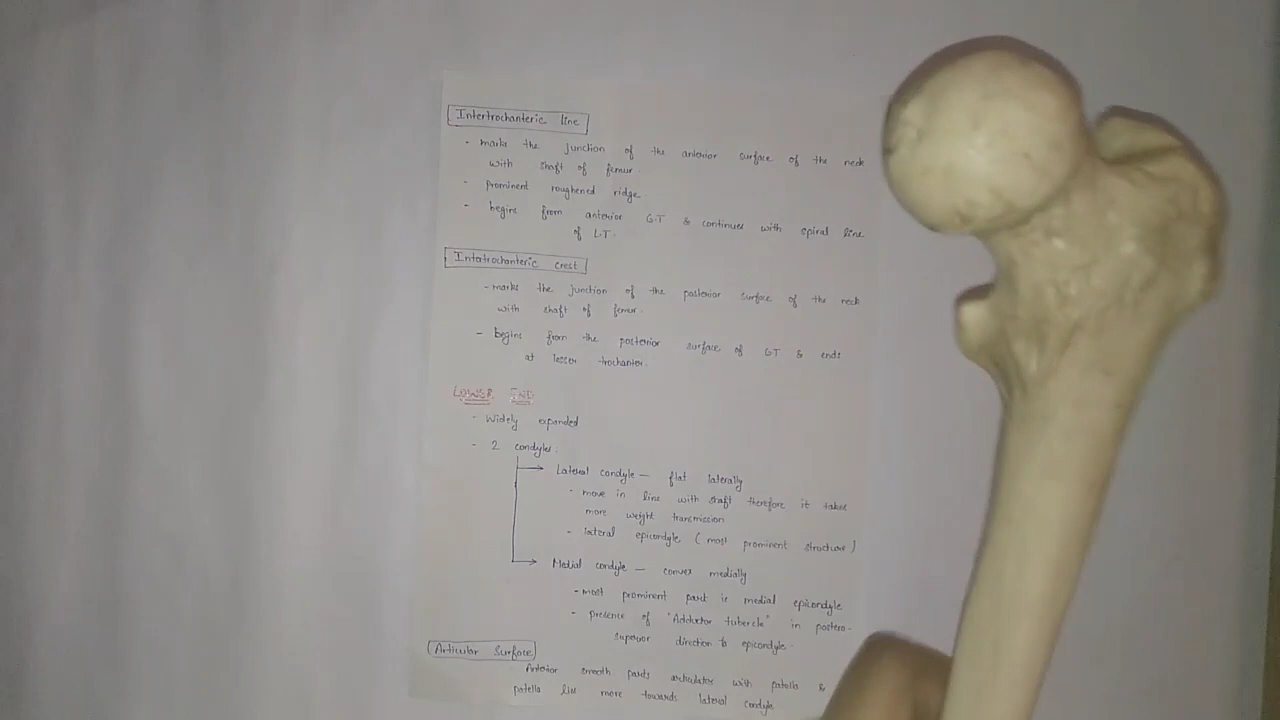 Intertrochanteric line
- marks the junction of the anterior surface of the neck
with shaft of femur.
- prominent roughened ridge.
- begins from anterior G.T & continues with spiral line
of L.T.
Intatrochanteric crest
- marks the junction of the posterior surface of the neck
with shaft of femur.
- begins from the posterior surface of GT & ends
at lesser trochanter.
LOWER END
- Widely expanded
- 2 condyles.
Lateral condyle — flat laterally
- move in line with shaft therefore it takes
more weight transmission
- lateral epicondyle (most prominent structure)
Medial condyle — convex medially
- most prominent part is medial epicondyle
- presence of "Adductor tubercle" in postero-
superior direction to epicondyle.
Articular Surface
Anterior smooth parts articulates with patella &
patella lies more towards lateral condyle